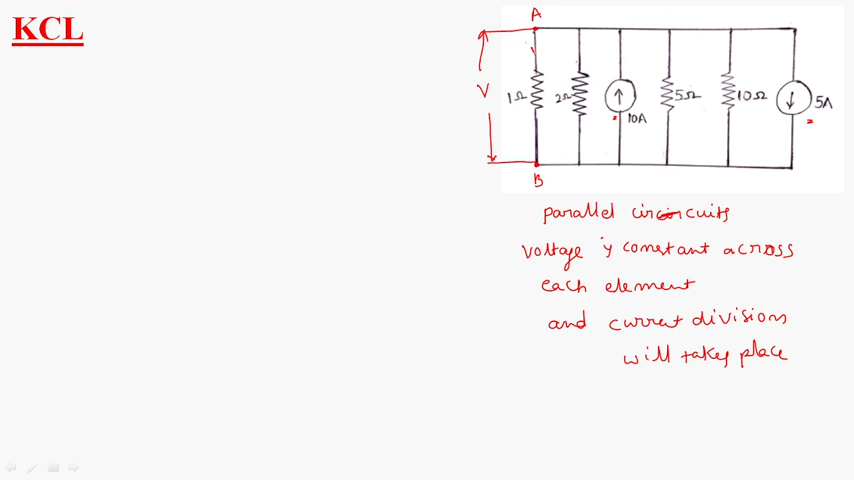 KCL
A
V
1Ω
2Ω
10A
5Ω
10Ω
5A
B
parallel circuits
voltage is constant across
each element
and current divisions
will takes place